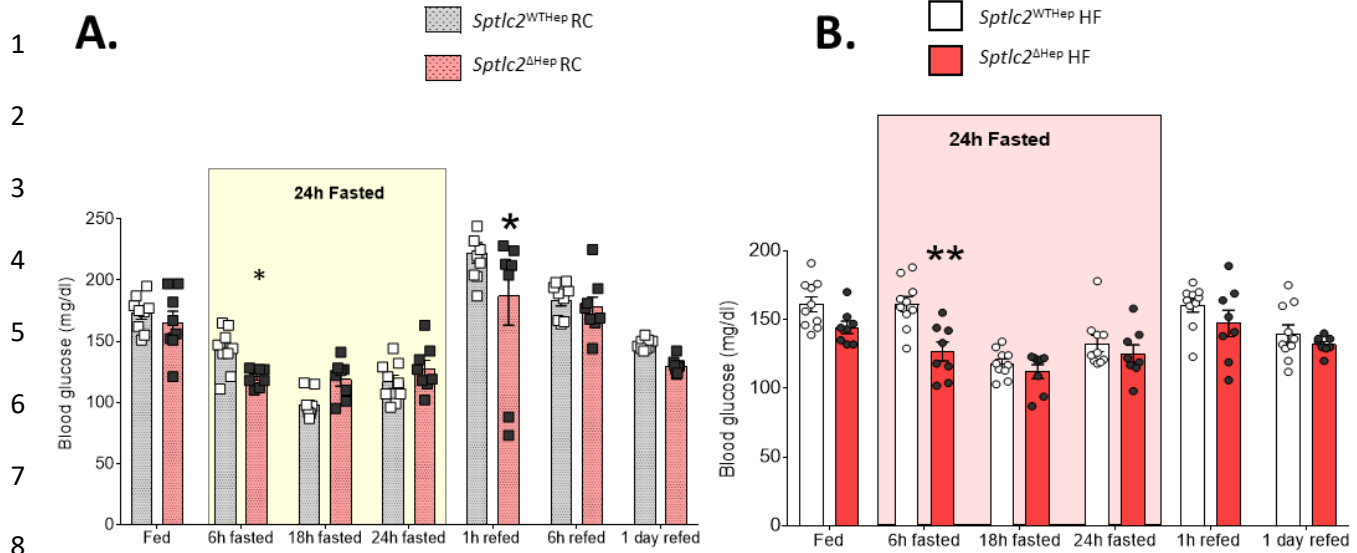 1
2
3
4
5
6
7
8
A.
Sptlc2WTHep RC
Sptlc2ΔHep RC
24h Fasted
Blood glucose (mg/dl)
250
200
150
100
50
0
*
*
Fed 6h fasted 18h fasted 24h fasted 1h refed 6h refed 1 day refed
B.
Sptlc2WTHep HF
Sptlc2ΔHep HF
24h Fasted
Blood glucose (mg/dl)
200
150
100
50
0
**
Fed 6h fasted 18h fasted 24h fasted 1h refed 1 day refed